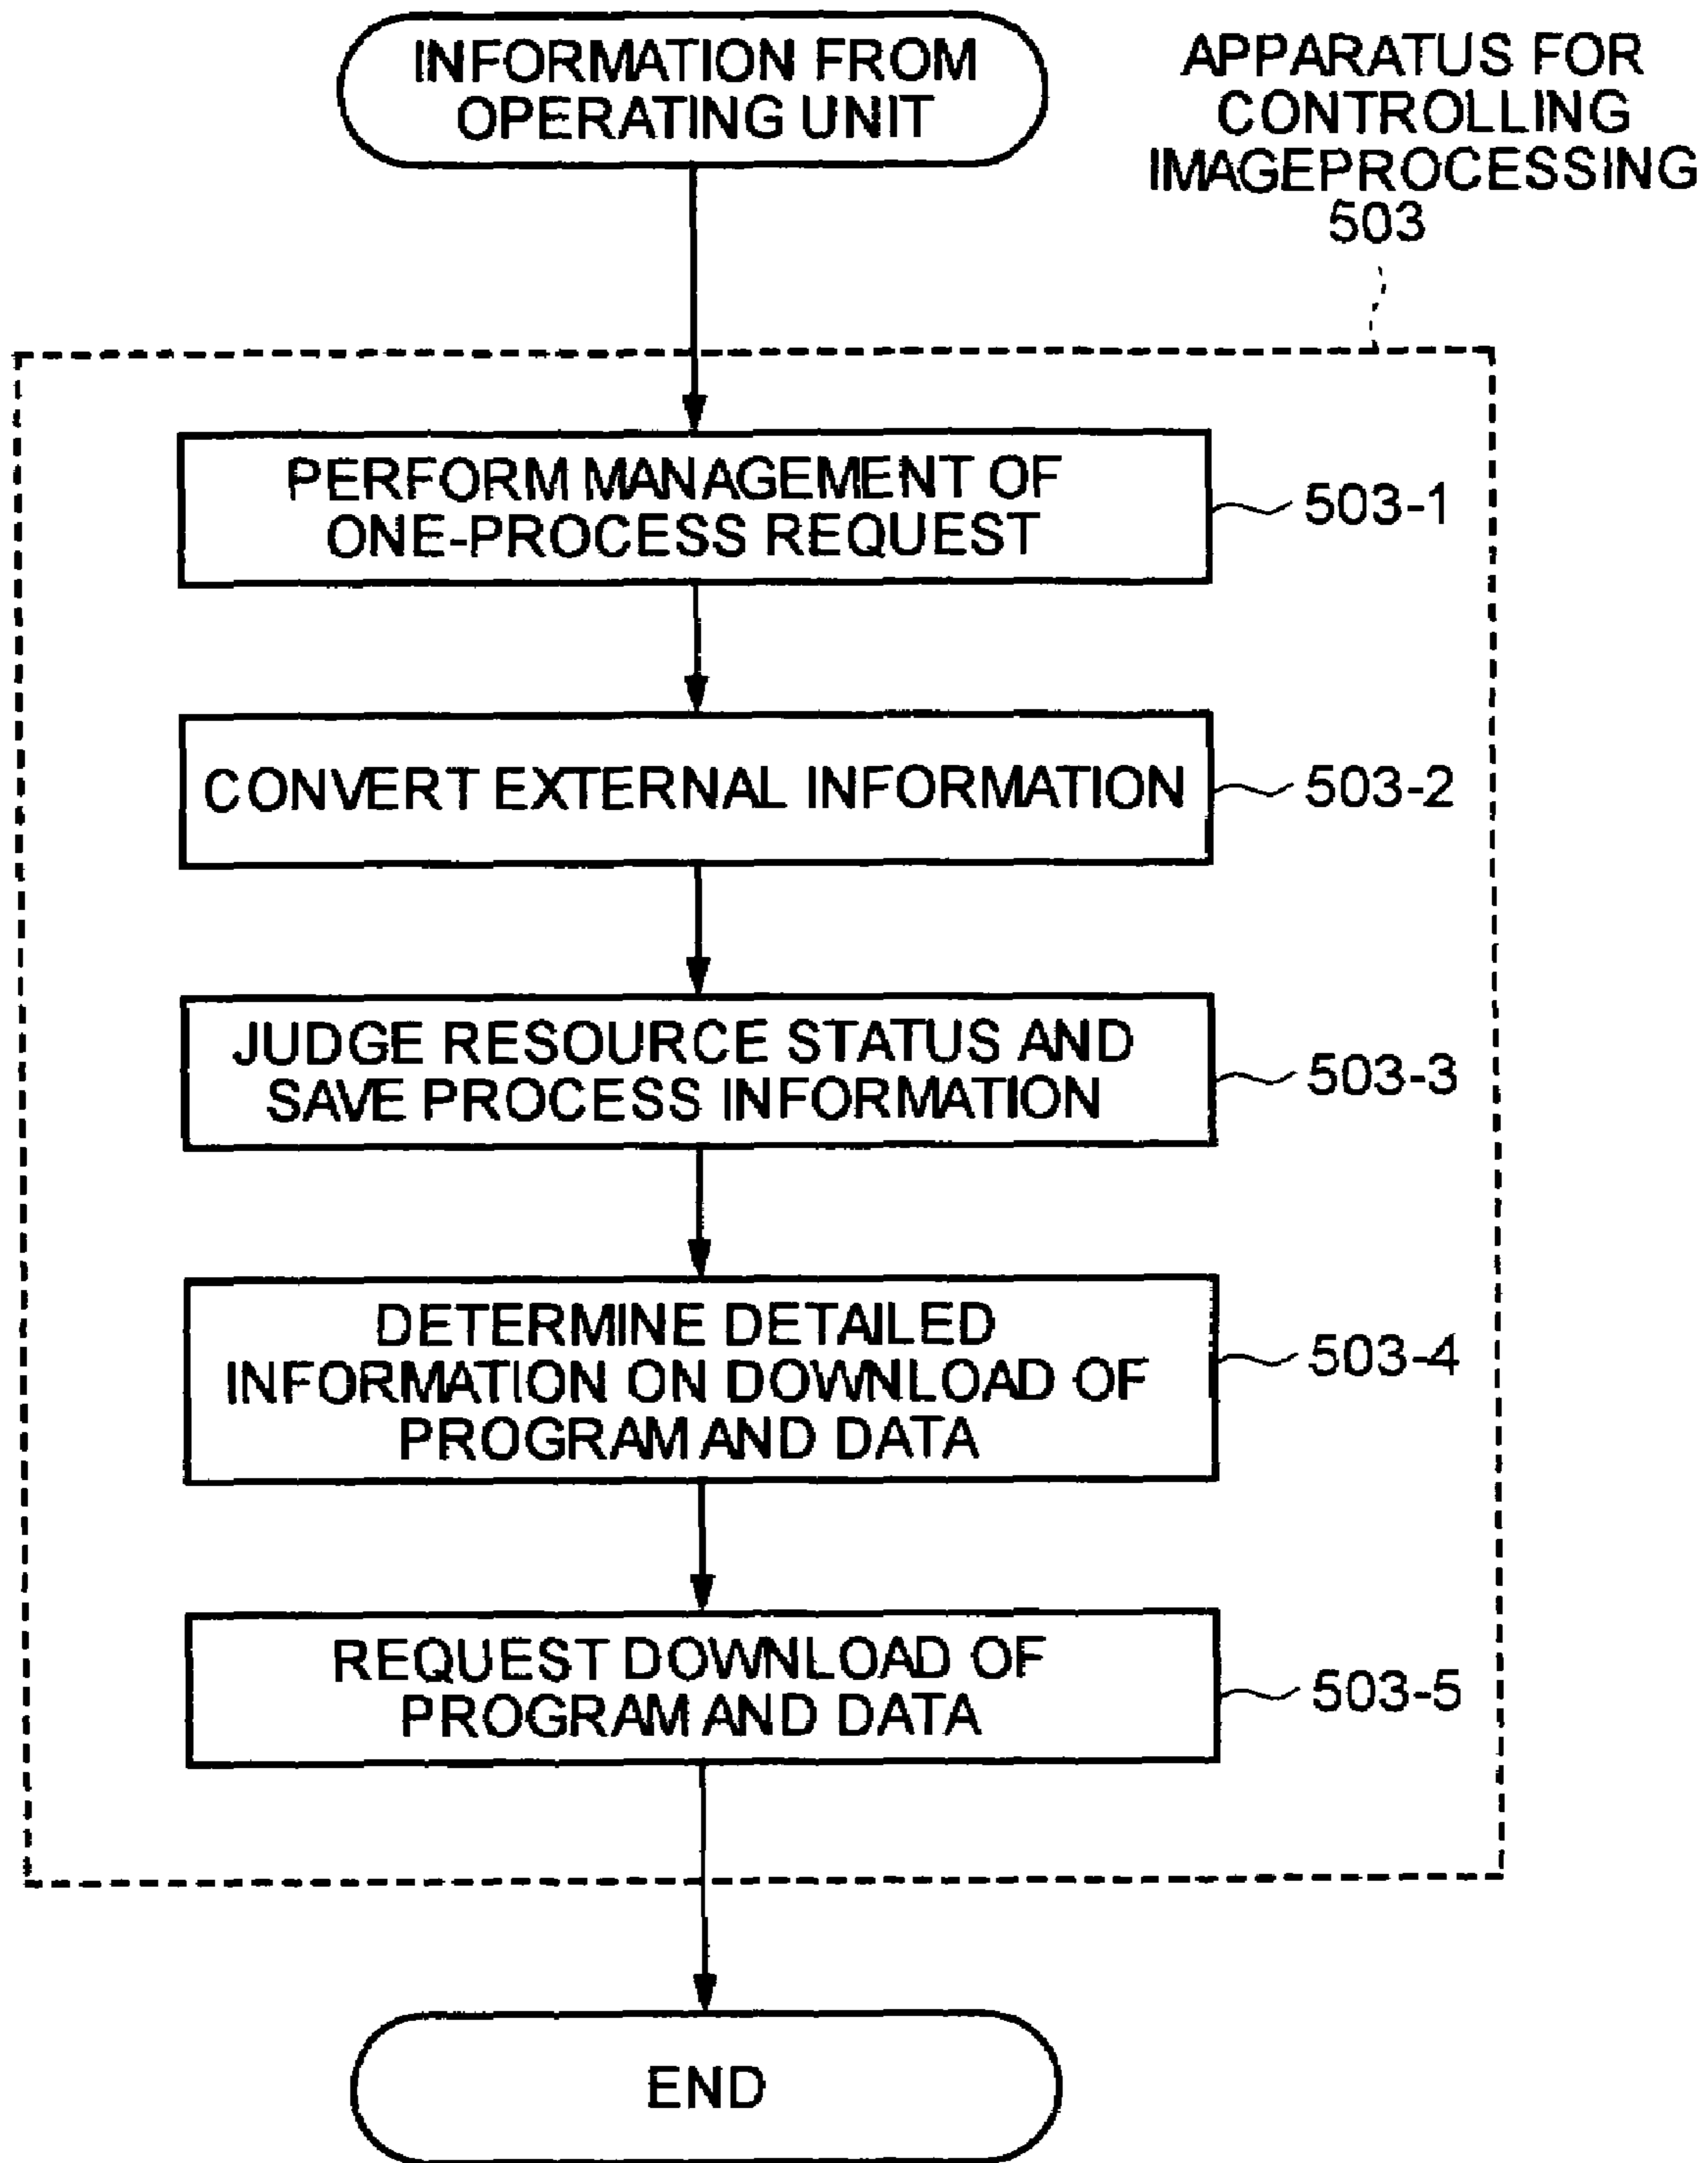 INFORMATION FROM
OPERATING UNIT
APPARATUS FOR
CONTROLLING
IMAGEPROCESSING
503
PERFORM MANAGEMENT OF
ONE-PROCESS REQUEST
503-1
CONVERT EXTERNAL INFORMATION
503-2
JUDGE RESOURCE STATUS AND
SAVE PROCESS INFORMATION
503-3
DETERMINE DETAILED
INFORMATION ON DOWNLOAD OF
PROGRAM AND DATA
503-4
REQUEST DOWNLOAD OF
PROGRAM AND DATA
503-5
END